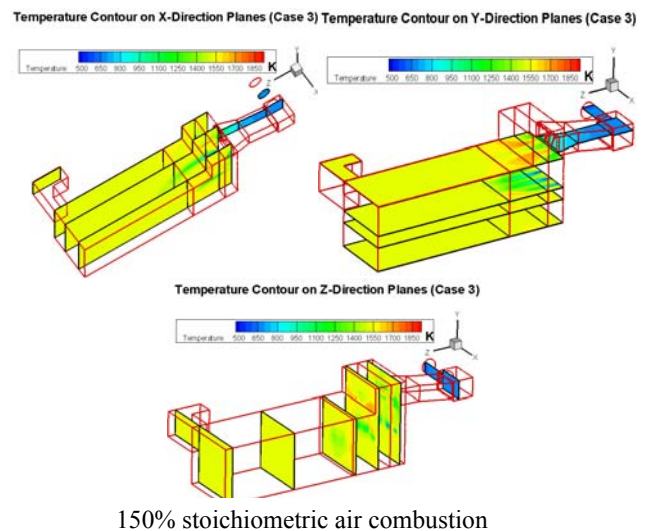 Temperature Contour on X-Direction Planes (Case 3)
Temperature 500 650 800 950 1100 1250 1400 1550 1700 1850 K
Y
Z
X
Temperature Contour on Y-Direction Planes (Case 3)
Temperature: 500 650 800 950 1100 1250 1400 1550 1700 1850 K
Y
Z
X
Temperature Contour on Z-Direction Planes (Case 3)
Temperature 500 650 800 950 1100 1250 1400 1550 1700 1850 K
Y
Z
X
150% stoichiometric air combustion